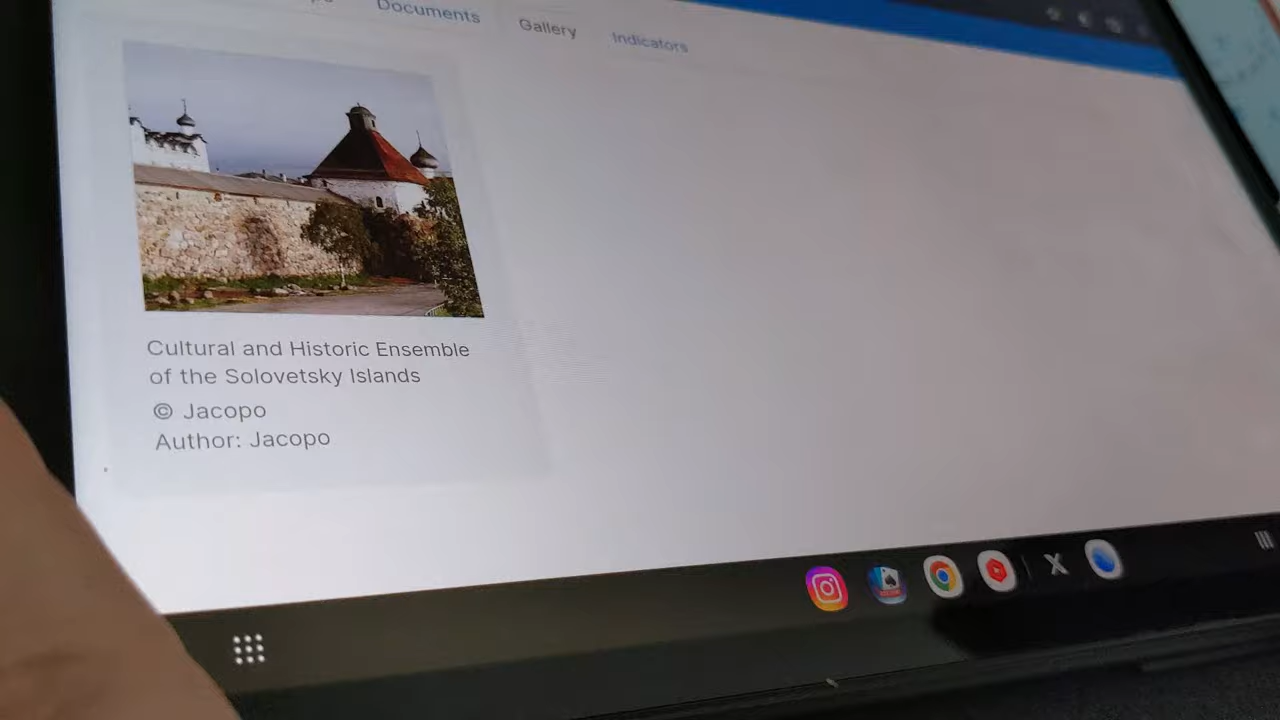 Documents
Gallery
Indicators
Cultural and Historic Ensemble
of the Solovetsky Islands
© Jacopo
Author: Jacopo